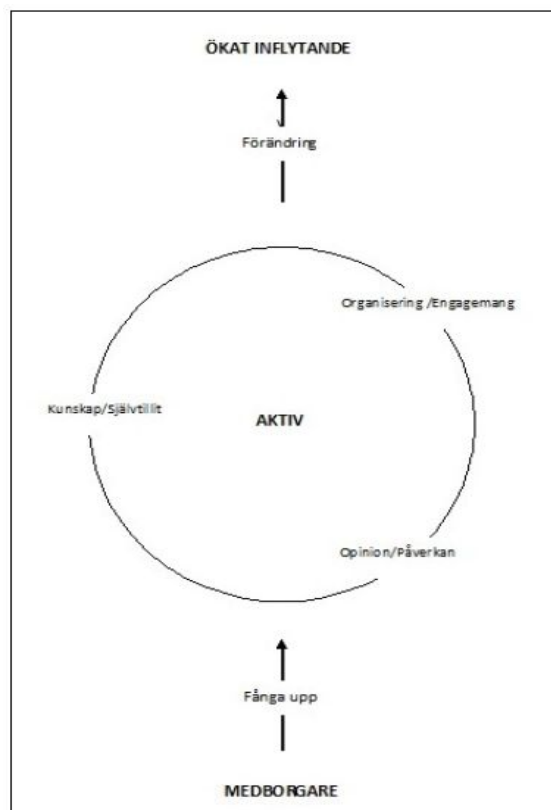 ÖKAT INFLYTANDE
Förändring
Organisering /Engagemang
Kunskap/Självtillit
AKTIV
Opinion/Påverkan
Fånga upp
MEDBORGARE